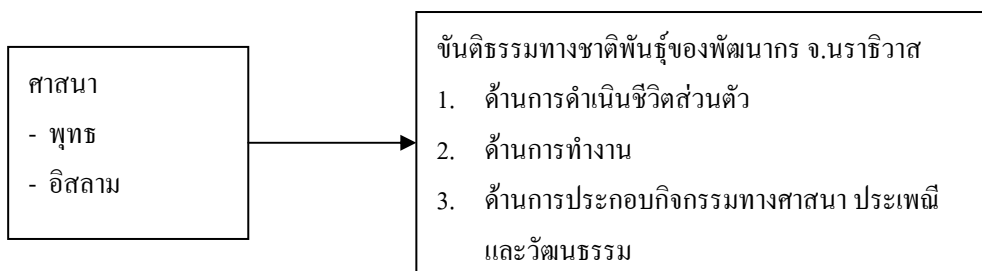 ศาสนา
- พุทธ
- อิสลาม
ขันติธรรมทางชาติพันธุ์ของพัฒนากร จ.นราธิวาส
1. ด้านการดำเนินชีวิตส่วนตัว
2. ด้านการทำงาน
3. ด้านการประกอบกิจกรรมทางศาสนา ประเพณี
และวัฒนธรรม